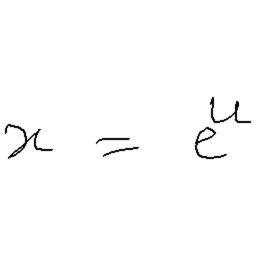 x = e^u